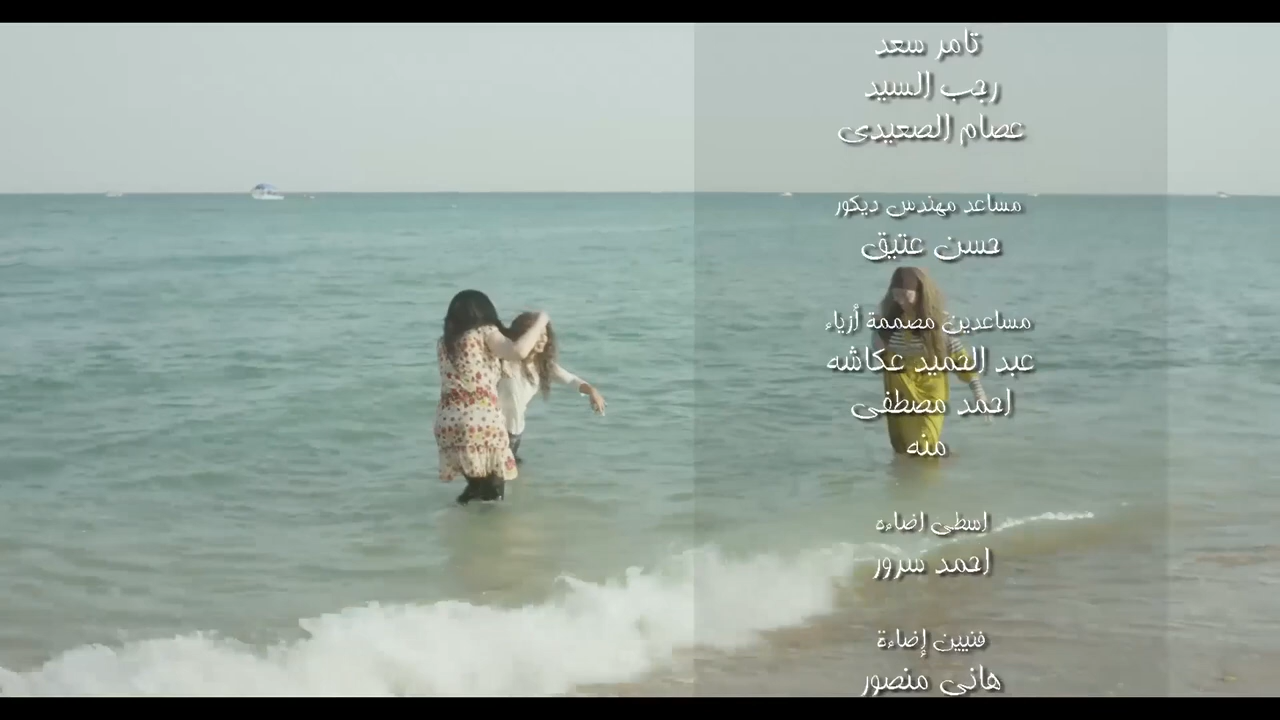 تامر سعد
رجب السيد
عصام الصعيدى
مساعد مهندس ديكور
حسن عتيق
مساعدين مصممة أزياء
عبد الحميد عكاشه
احمد مصطفى
منه
اسطى اضاءه
احمد سرور
فنيين إضاءة
هانى منصور